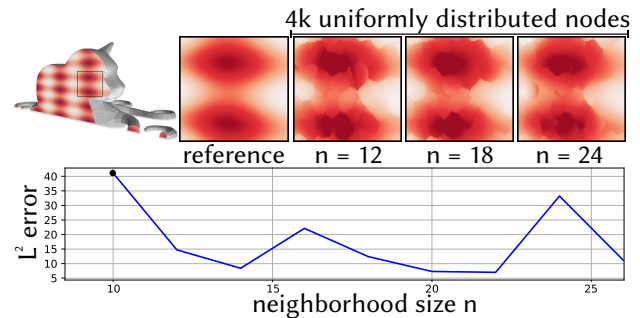 4k uniformly distributed nodes
reference n = 12 n = 18 n = 24
40
35
30
25
20
15
10
5
L² error
10 15 20 25
neighborhood size n